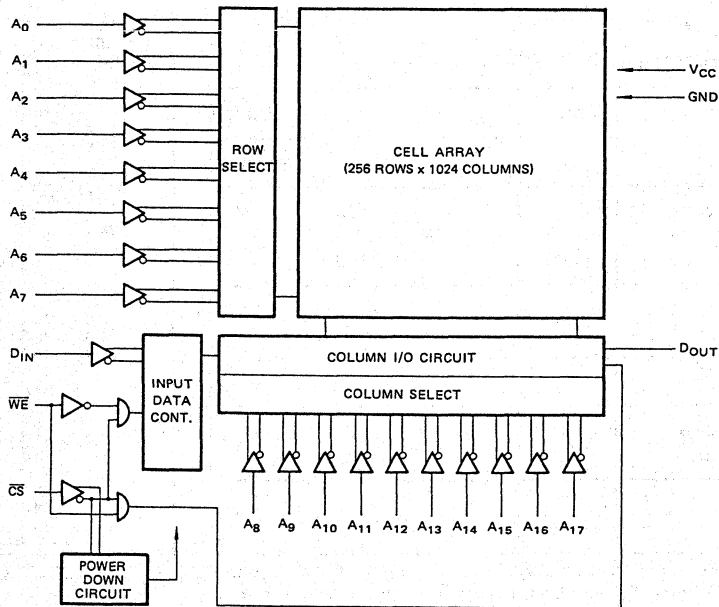 A0
A1
A2
A3
A4
A5
A6
A7
ROW
SELECT
CELL ARRAY
(256 ROWS x 1024 COLUMNS)
VCC
GND
DIN
WE
CS
INPUT
DATA
CONT.
COLUMN I/O CIRCUIT
COLUMN SELECT
DOUT
A8 A9 A10 A11 A12 A13 A14 A15 A16 A17
POWER
DOWN
CIRCUIT